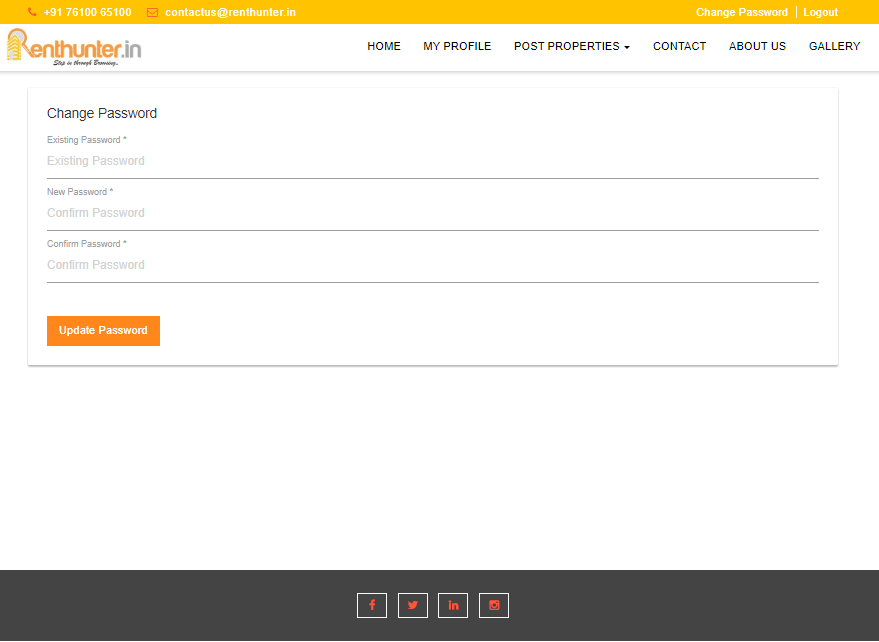 +91 76100 65100 contactus@renthunter.in Change Password | Logout
Renthunter.in
Step in through Browsing..
HOME MY PROFILE POST PROPERTIES CONTACT ABOUT US GALLERY
Change Password
Existing Password *
Existing Password
New Password *
Confirm Password
Confirm Password *
Confirm Password
Update Password